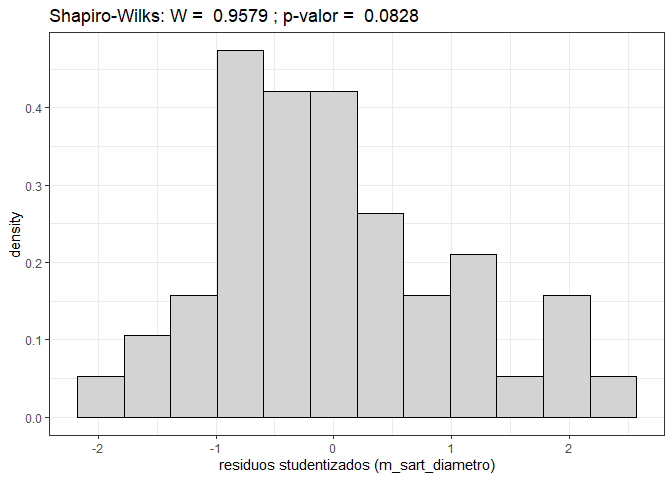 Shapiro-Wilks: W =  0.9579 ; p-valor =  0.0828
density
0.4
0.3
0.2
0.1
0.0
-2 -1 0 1 2
residuos studentizados (m_sart_diametro)